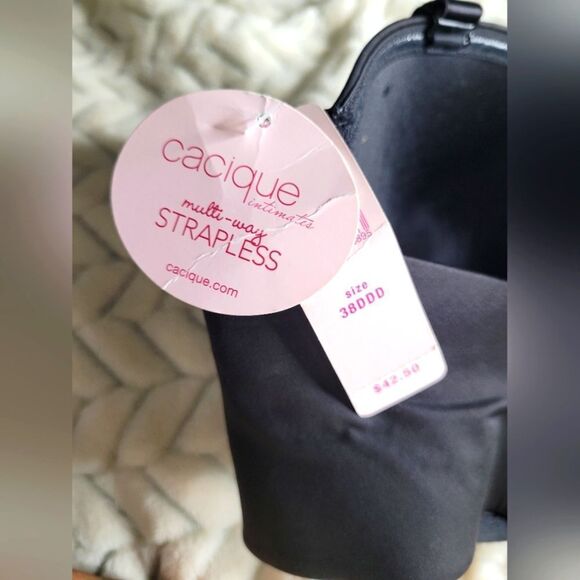 cacique
intimates
multi-way
STRAPLESS
cacique.com
size
38DDD
$42.50